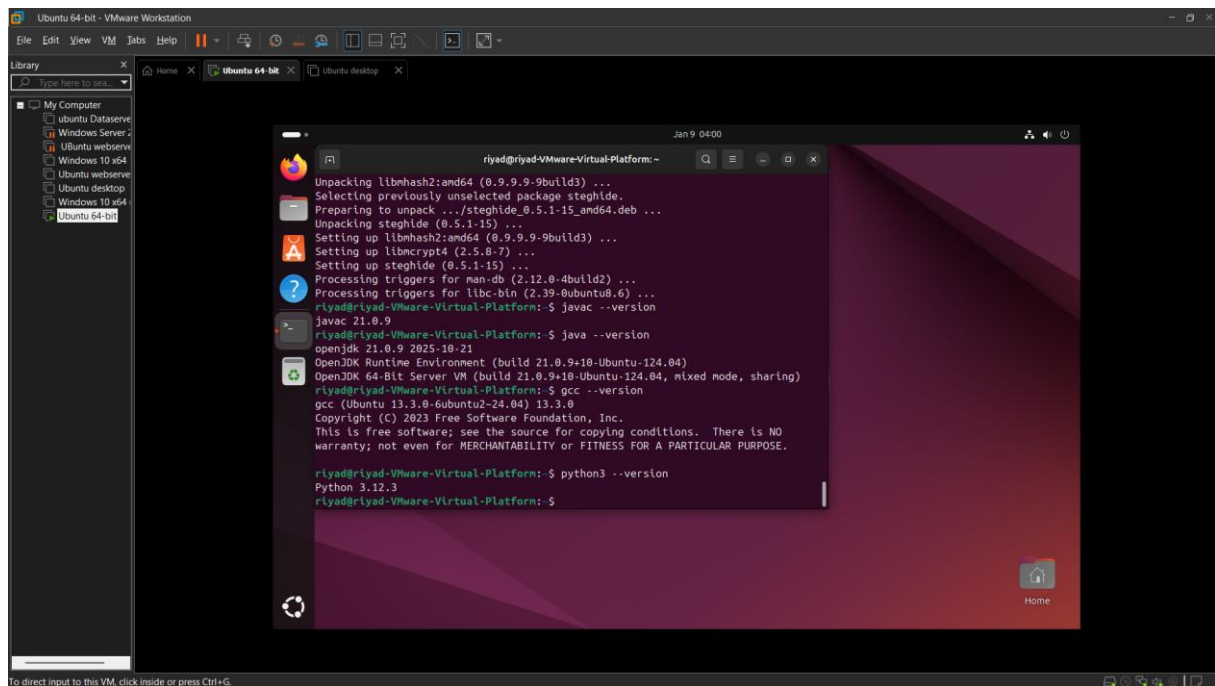 Ubuntu 64-bit - VMware Workstation
File Edit View VM Tabs Help
Library
Type here to sea...
Home
Ubuntu 64-bit
Ubuntu desktop
My Computer
ubuntu Dataserve
Windows Server 2
UBuntu webserve
Windows 10 x64
Ubuntu webserve
Ubuntu desktop
Windows 10 x64
Ubuntu 64-bit
Jan 9 04:00
riyad@riyad-VMware-Virtual-Platform: ~
Unpacking libmhash2:amd64 (0.9.9.9-9build3) ...
Selecting previously unselected package steghide.
Preparing to unpack .../steghide_0.5.1-15_amd64.deb ...
Unpacking steghide (0.5.1-15) ...
Setting up libmhash2:amd64 (0.9.9.9-9build3) ...
Setting up libmcrypt4 (2.5.8-7) ...
Setting up steghide (0.5.1-15) ...
Processing triggers for man-db (2.12.0-4build2) ...
Processing triggers for libc-bin (2.39-0ubuntu8.6) ...
riyad@riyad-VMware-Virtual-Platform:~$ javac --version
javac 21.0.9
riyad@riyad-VMware-Virtual-Platform:~$ java --version
openjdk 21.0.9 2025-10-21
OpenJDK Runtime Environment (build 21.0.9+10-Ubuntu-124.04)
OpenJDK 64-Bit Server VM (build 21.0.9+10-Ubuntu-124.04, mixed mode, sharing)
riyad@riyad-VMware-Virtual-Platform:~$ gcc --version
gcc (Ubuntu 13.3.0-6ubuntu2~24.04) 13.3.0
Copyright (C) 2023 Free Software Foundation, Inc.
This is free software; see the source for copying conditions.  There is NO
warranty; not even for MERCHANTABILITY or FITNESS FOR A PARTICULAR PURPOSE.
riyad@riyad-VMware-Virtual-Platform:~$ python3 --version
Python 3.12.3
riyad@riyad-VMware-Virtual-Platform:~$
Home
To direct input to this VM, click inside or press Ctrl+G.